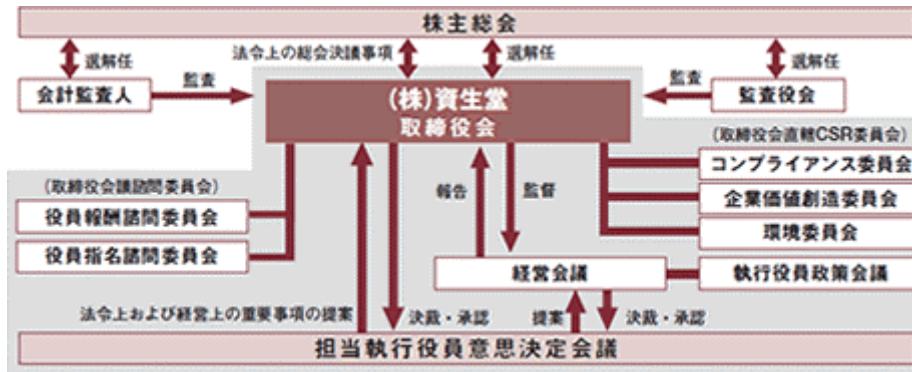 株主総会
選解任
法令上の総会決議事項
選解任
選解任
会計監査人
監査
(株)資生堂
取締役会
監査
監査役会
(取締役会直轄CSR委員会)
コンプライアンス委員会
(取締役会議諮問委員会)
報告
監督
企業価値創造委員会
役員報酬諮問委員会
環境委員会
役員指名諮問委員会
経営会議
執行役員政策会議
法令上および経営上の重要事項の提案
決裁・承認
提案
決裁・承認
担当執行役員意思決定会議